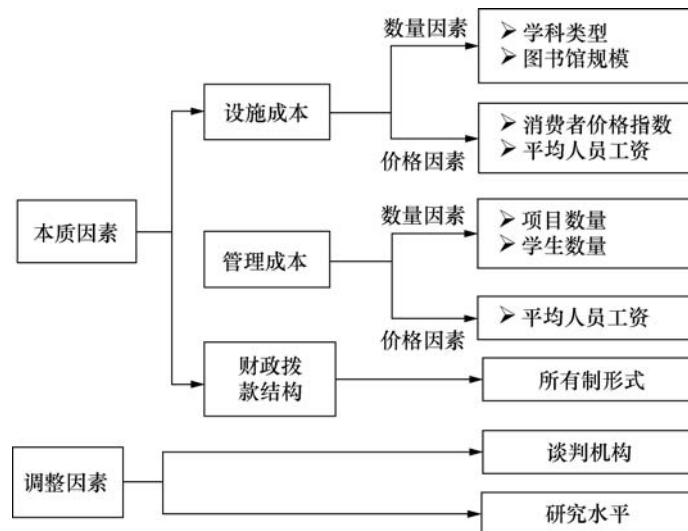 数量因素
➢ 学科类型
➢ 图书馆规模
设施成本
价格因素
➢ 消费者价格指数
➢ 平均人员工资
本质因素
数量因素
➢ 项目数量
➢ 学生数量
管理成本
价格因素
➢ 平均人员工资
财政拨
款结构
所有制形式
调整因素
谈判机构
研究水平